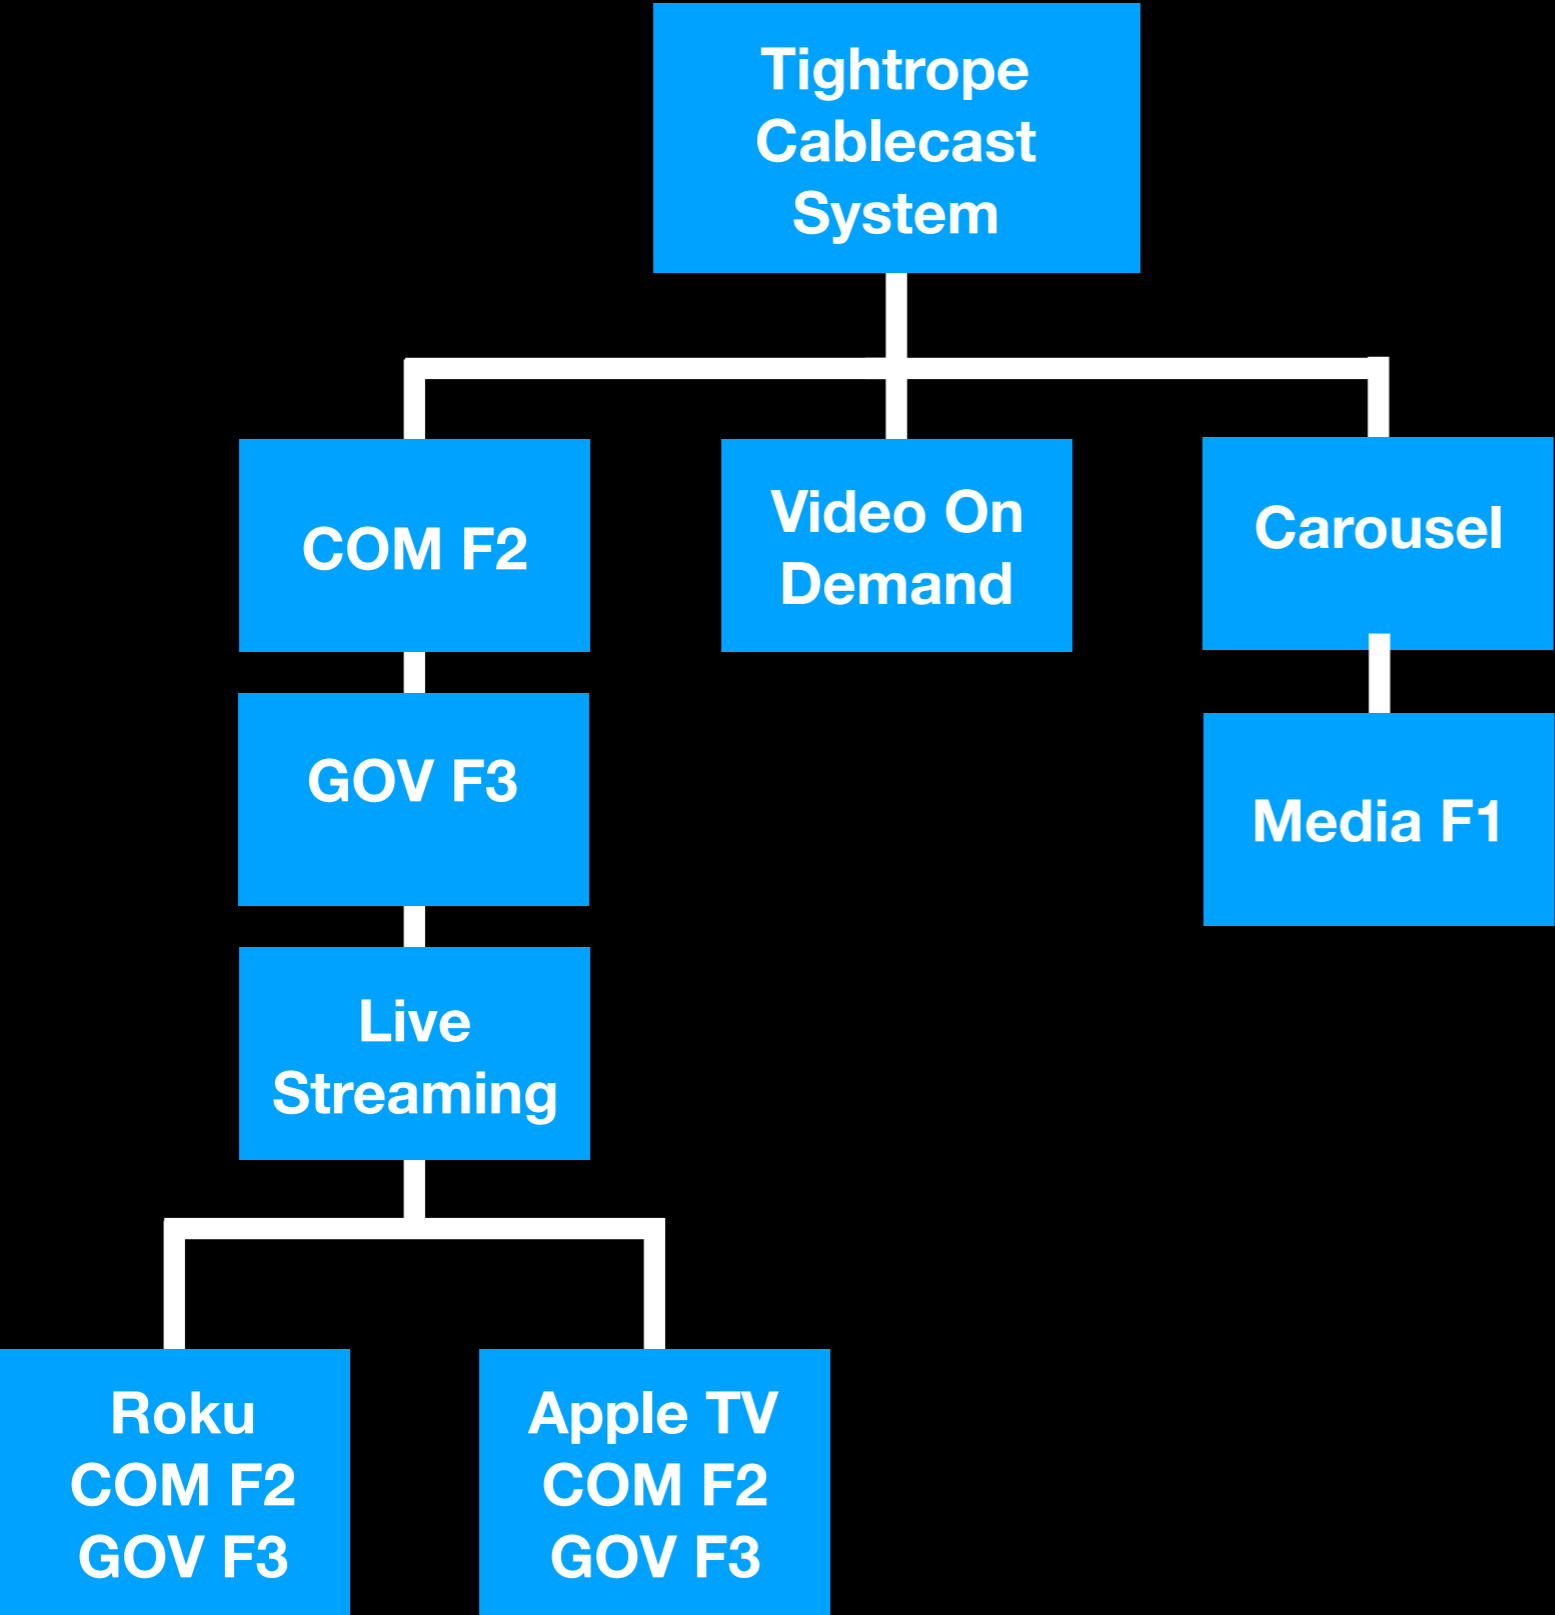 Tightrope
Cablecast
System
COM F2
Video On
Demand
Carousel
GOV F3
Media F1
Live
Streaming
Roku
COM F2
GOV F3
Apple TV
COM F2
GOV F3